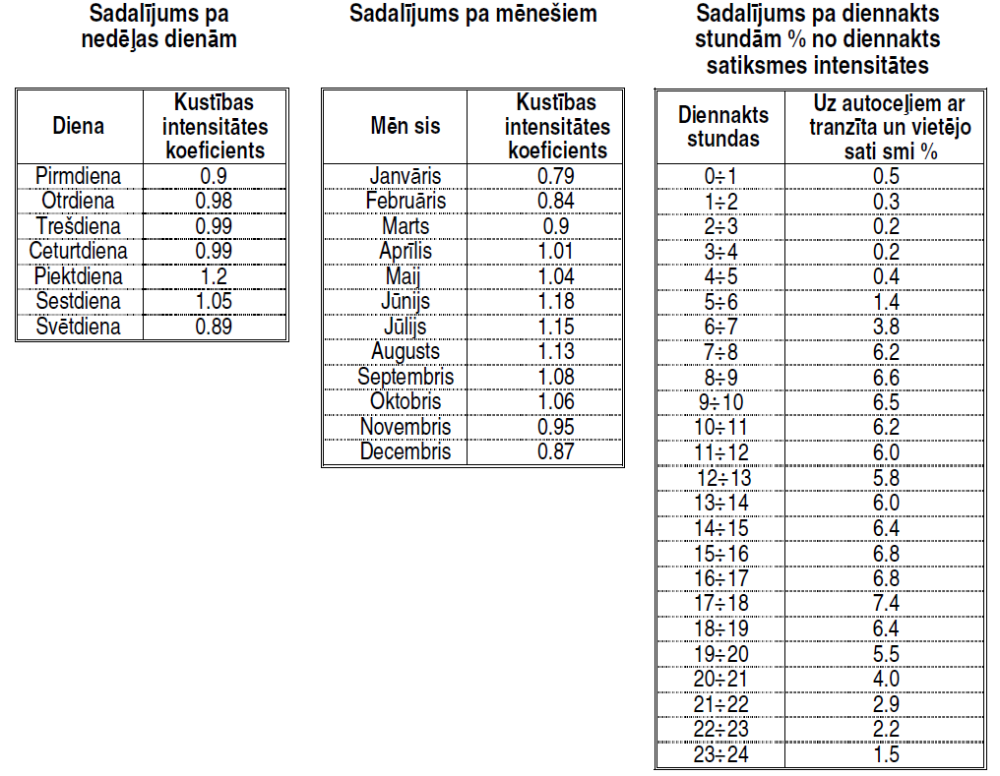 Sadalījums pa
nedēļas dienām
Diena
Kustības
intensitātes
koeficients
Pirmdiena 0.9
Otrdiena 0.98
Trešdiena 0.99
Ceturtdiena 0.99
Piektdiena 1.2
Sestdiena 1.05
Svētdiena 0.89
Sadalījums pa mēnešiem
Mēn sis
Kustības
intensitātes
koeficients
Janvāris 0.79
Februāris 0.84
Marts 0.9
Aprīlis 1.01
Maij 1.04
Jūnijs 1.18
Jūlijs 1.15
Augusts 1.13
Septembris 1.08
Oktobris 1.06
Novembris 0.95
Decembris 0.87
Sadalījums pa diennakts
stundām % no diennakts
satiksmes intensitātes
Diennakts
stundas
Uz autoceļiem ar
tranzīta un vietējo
sati smi %
0÷1 0.5
1÷2 0.3
2÷3 0.2
3÷4 0.2
4÷5 0.4
5÷6 1.4
6÷7 3.8
7÷8 6.2
8÷9 6.6
9÷10 6.5
10÷11 6.2
11÷12 6.0
12÷13 5.8
13÷14 6.0
14÷15 6.4
15÷16 6.8
16÷17 6.8
17÷18 7.4
18÷19 6.4
19÷20 5.5
20÷21 4.0
21÷22 2.9
22÷23 2.2
23÷24 1.5